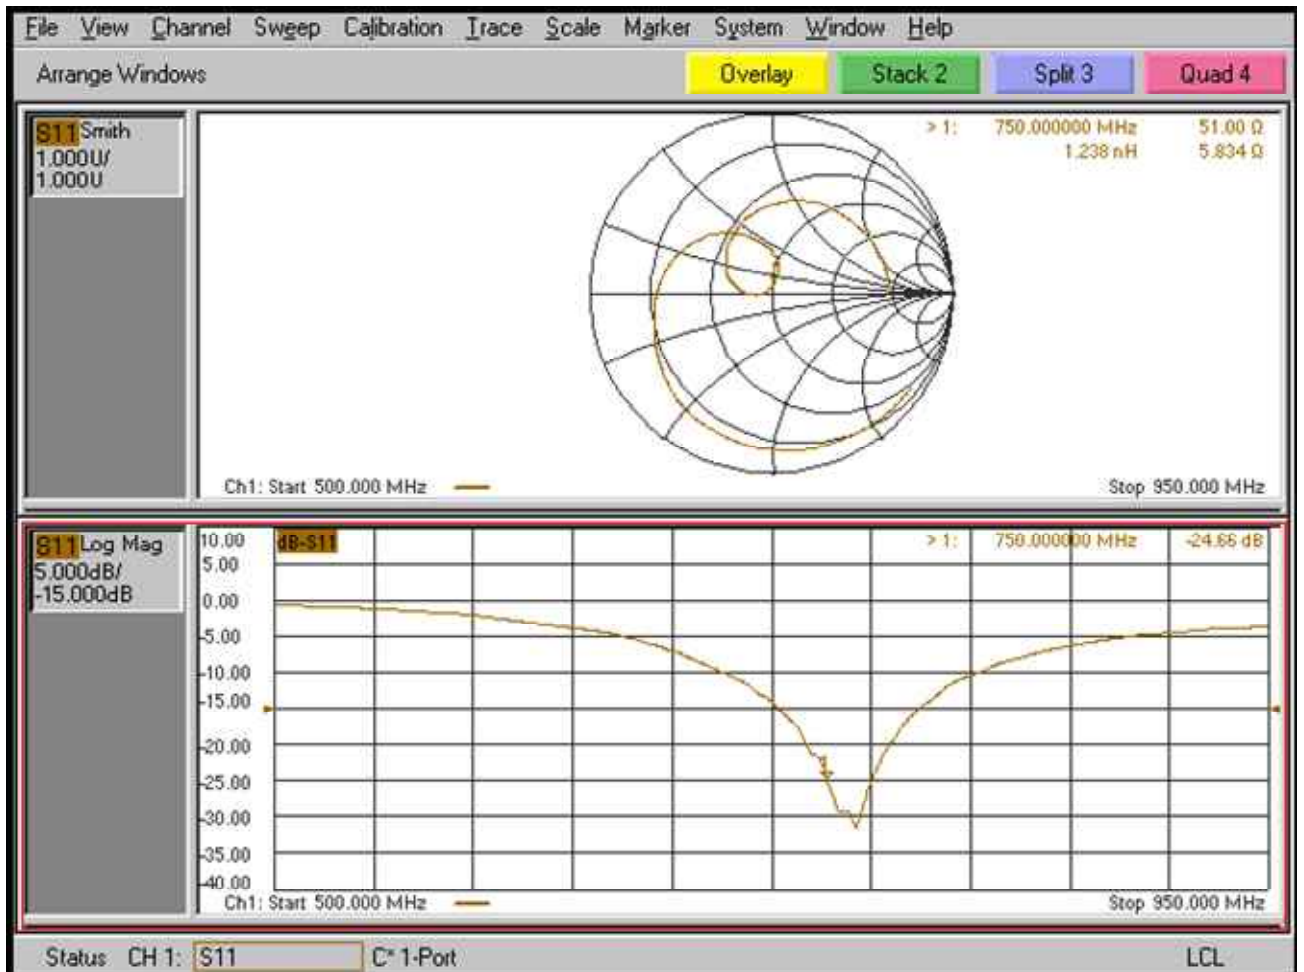 File View Channel Sweep Calibration Trace Scale Marker System Window Help
Arrange Windows Overlay Stack 2 Split 3 Quad 4
S11 Smith
1.000U/
1.000U
> 1: 750.000000 MHz 51.00 Ω
1.238 nH 5.834 Ω
Ch1: Start 500.000 MHz Stop 950.000 MHz
S11 Log Mag
5.000dB/
-15.000dB
10.00 dB-S11 > 1: 750.000000 MHz -24.66 dB
5.00
0.00
-5.00
-10.00
-15.00
-20.00
-25.00
-30.00
-35.00
-40.00
Ch1: Start 500.000 MHz Stop 950.000 MHz
Status CH 1: S11 C* 1-Port LCL